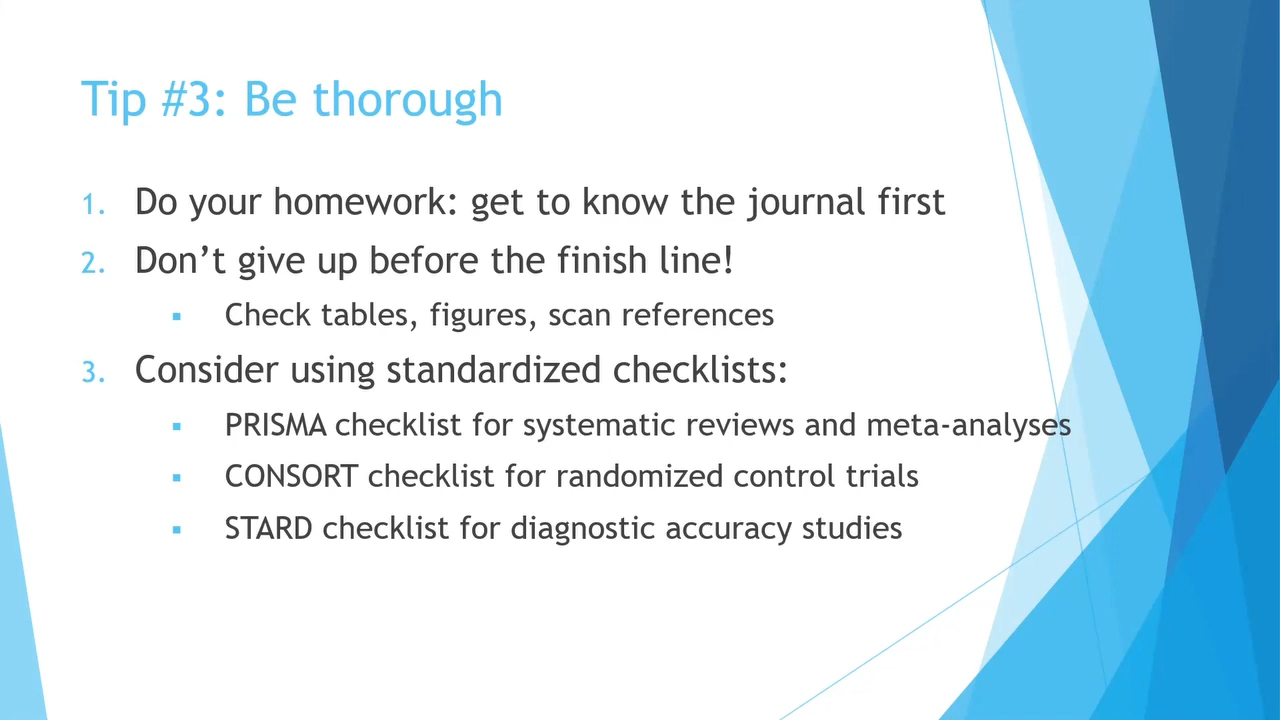 Tip #3: Be thorough
1. Do your homework: get to know the journal first
2. Don’t give up before the finish line!
▪ Check tables, figures, scan references
3. Consider using standardized checklists:
▪ PRISMA checklist for systematic reviews and meta-analyses
▪ CONSORT checklist for randomized control trials
▪ STARD checklist for diagnostic accuracy studies